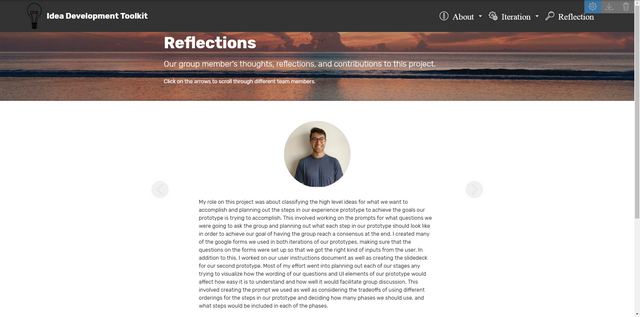 Idea Development Toolkit
About
Iteration
Reflection
Reflections
Our group member's thoughts, reflections, and contributions to this project.
Click on the arrows to scroll through different team members.
My role on this project was about classifying the high level ideas for what we want to
accomplish and planning out the steps in our experience prototype to achieve the goals our
prototype is trying to accomplish. This involved working on the prompts for what questions we
were going to ask the group and planning out what each step in our prototype should look like
in order to achieve our goal of having the group reach a consensus at the end. I created many
of the google forms we used in both iterations of our prototypes, making sure that the
questions on the forms were set up so that we got the right kind of inputs from the user. In
addition to this. I worked on our user instructions document as well as creating the slidedeck
for our second prototype. Most of my effort went into planning out each of our stages any
trying to visualize how the wording of our questions and UI elements of our prototype would
affect how easy it is to understand and how well it would facilitate group discussion. This
involved creating the prompt we used as well as considering the tradeoffs of using different
orderings for the steps in our prototype and deciding how many phases we should use, and
what steps would be included in each of the phases.